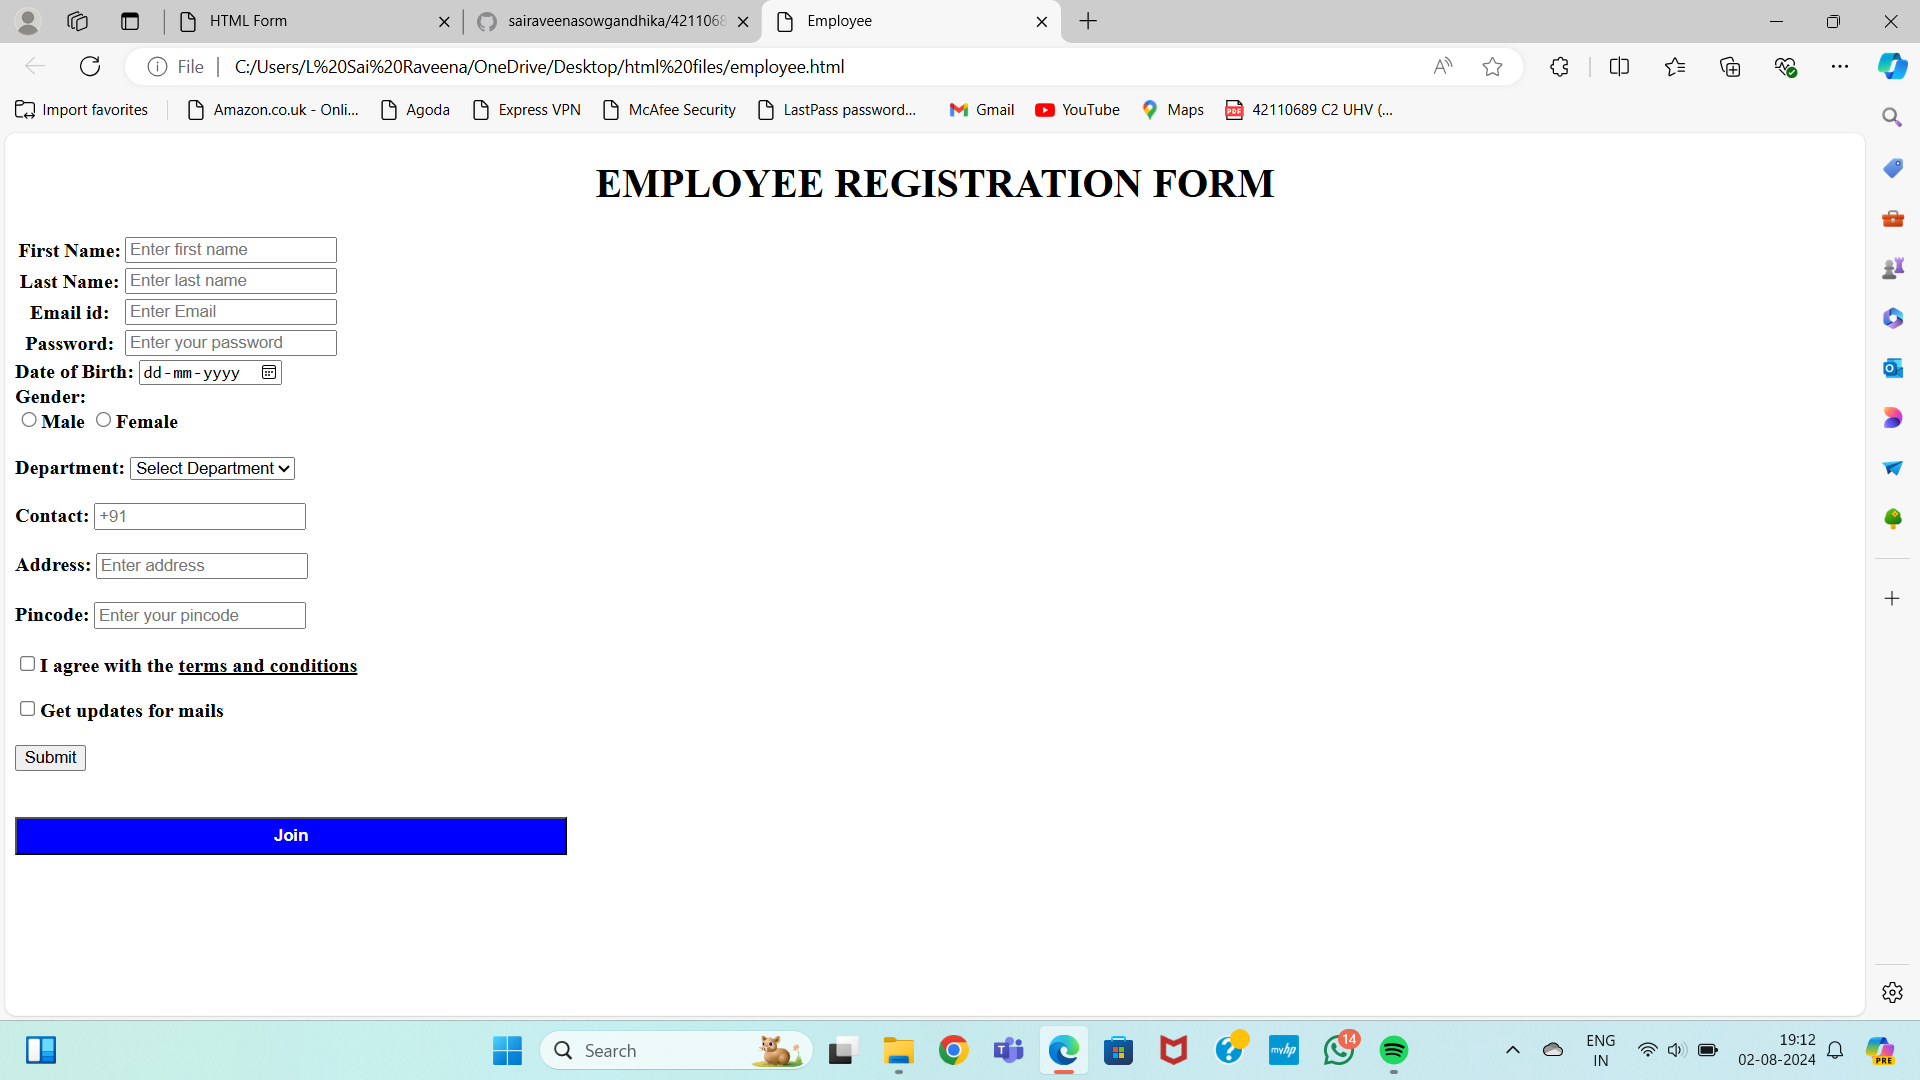 HTML Form
sairaveenasowgandhika/4211068
Employee
File
C:/Users/L%20Sai%20Raveena/OneDrive/Desktop/html%20files/employee.html
Import favorites
Amazon.co.uk - Onli...
Agoda
Express VPN
McAfee Security
LastPass password...
Gmail
YouTube
Maps
PDF
42110689 C2 UHV (...
EMPLOYEE REGISTRATION FORM
First Name: Enter first name
Last Name: Enter last name
Email id: Enter Email
Password: Enter your password
Date of Birth: dd-mm-yyyy
Gender:
Male Female
Department: Select Department
Contact: +91
Address: Enter address
Pincode: Enter your pincode
I agree with the terms and conditions
Get updates for mails
Submit
Join
Search
myhp
14
ENG
IN
19:12
02-08-2024
PRE